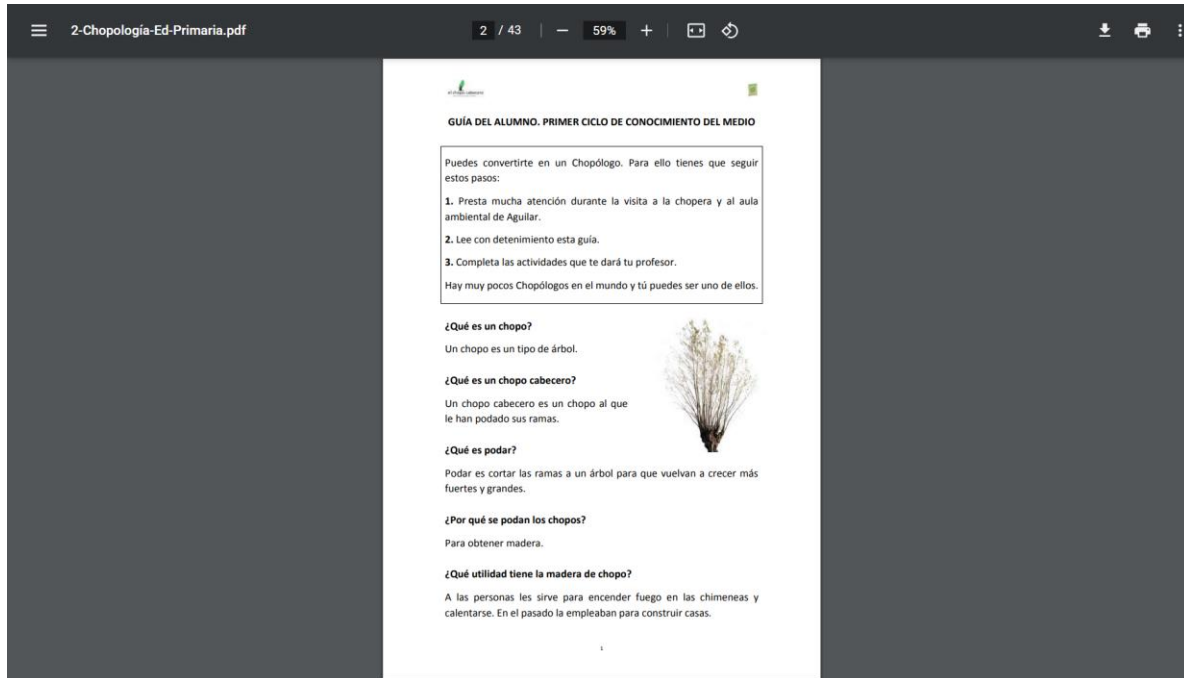 2-Chopología-Ed-Primaria.pdf
2 / 43
59%
el chopo cabecero
GUÍA DEL ALUMNO. PRIMER CICLO DE CONOCIMIENTO DEL MEDIO
Puedes convertirte en un Chopólogo. Para ello tienes que seguir
estos pasos:
1. Presta mucha atención durante la visita a la chopera y al aula
ambiental de Aguilar.
2. Lee con detenimiento esta guía.
3. Completa las actividades que te dará tu profesor.
Hay muy pocos Chopólogos en el mundo y tú puedes ser uno de ellos.
¿Qué es un chopo?
Un chopo es un tipo de árbol.
¿Qué es un chopo cabecero?
Un chopo cabecero es un chopo al que
le han podado sus ramas.
¿Qué es podar?
Podar es cortar las ramas a un árbol para que vuelvan a crecer más
fuertes y grandes.
¿Por qué se podan los chopos?
Para obtener madera.
¿Qué utilidad tiene la madera de chopo?
A las personas les sirve para encender fuego en las chimeneas y
calentarse. En el pasado la empleaban para construir casas.
1